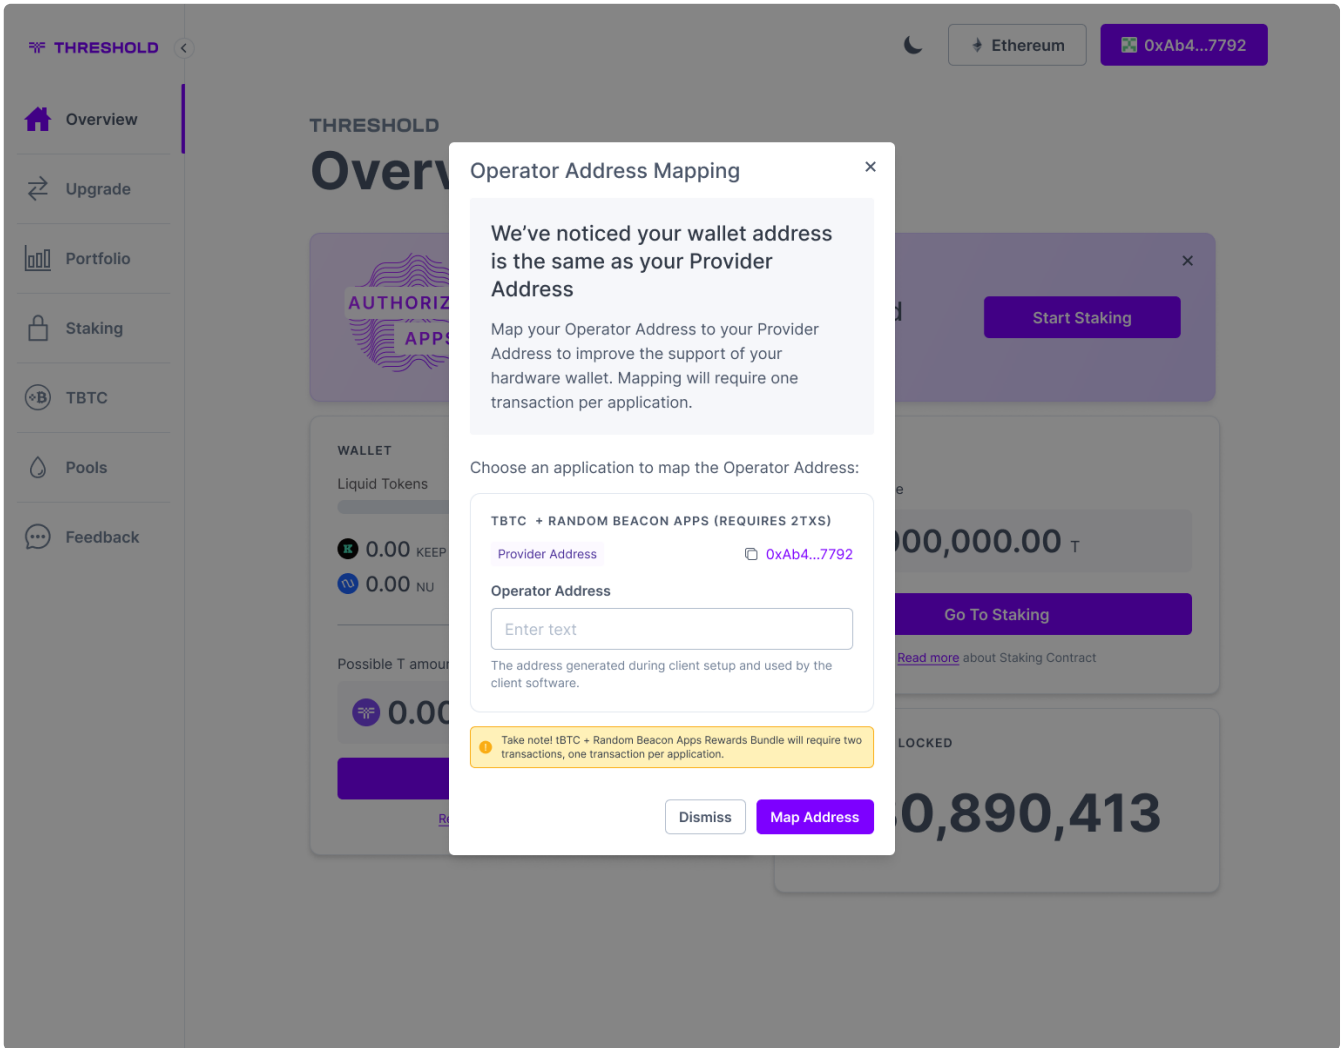 THRESHOLD
Ethereum
0xAb4...7792
Overview
Upgrade
Portfolio
Staking
TBTC
Pools
Feedback
THRESHOLD
AUTHORIZ
APPS
Start Staking
WALLET
Liquid Tokens
0.00 KEEP
0.00 NU
Possible T amour
0.00
Operator Address Mapping
We’ve noticed your wallet address
is the same as your Provider
Address
Map your Operator Address to your Provider
Address to improve the support of your
hardware wallet. Mapping will require one
transaction per application.
Choose an application to map the Operator Address:
TBTC + RANDOM BEACON APPS (REQUIRES 2TXS)
Provider Address
0xAb4...7792
Operator Address
Enter text
The address generated during client setup and used by the
client software.
Take note! tBTC + Random Beacon Apps Rewards Bundle will require two
transactions, one transaction per application.
Dismiss
Map Address
00,000.00 T
Go To Staking
Read more about Staking Contract
LOCKED
0,890,413